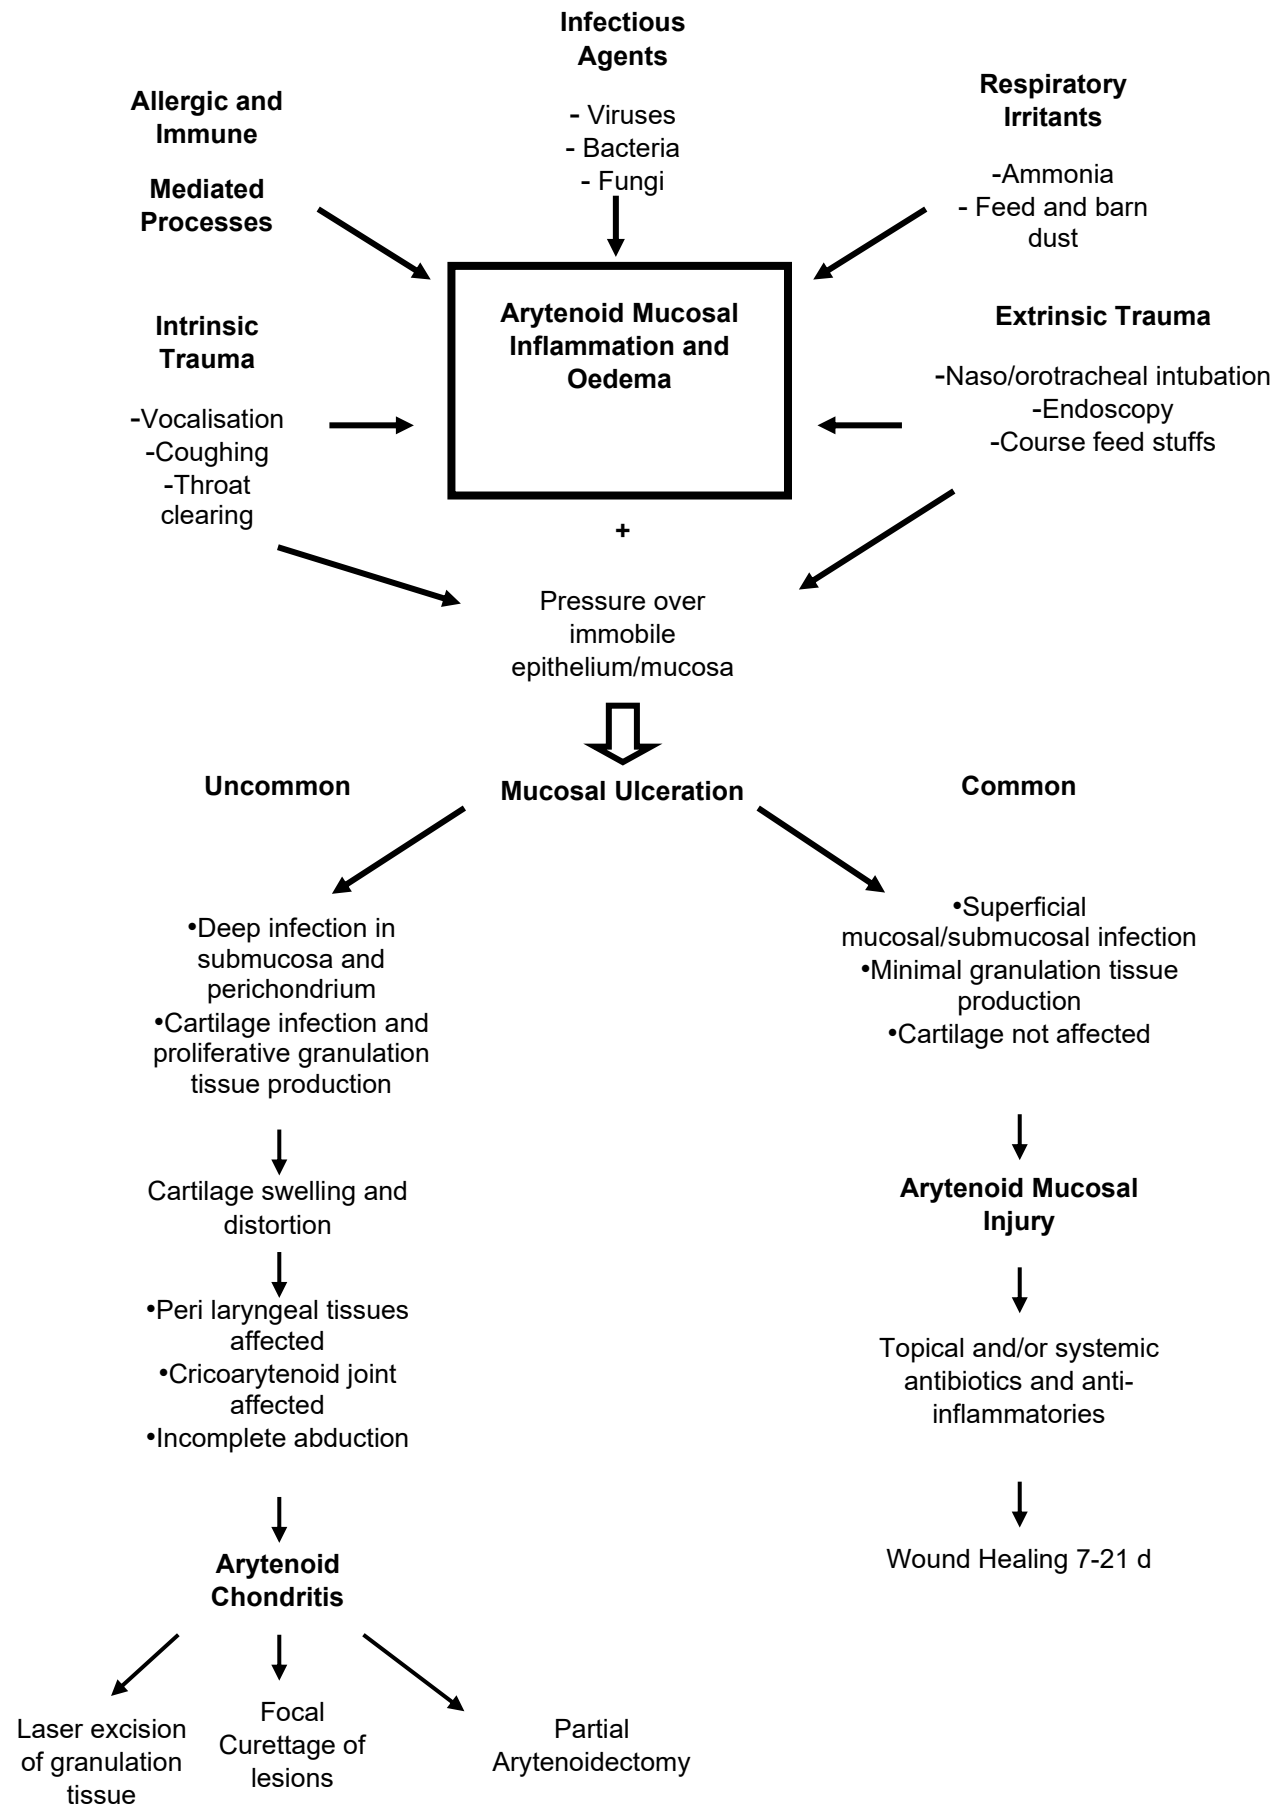 Infectious
Agents
- Viruses
- Bacteria
- Fungi
Allergic and
Immune
Mediated
Processes
Respiratory
Irritants
-Ammonia
- Feed and barn
dust
Intrinsic
Trauma
-Vocalisation
-Coughing
-Throat
clearing
Arytenoid Mucosal
Inflammation and
Oedema
Extrinsic Trauma
-Naso/orotracheal intubation
-Endoscopy
-Course feed stuffs
+
Pressure over
immobile
epithelium/mucosa
Uncommon
Mucosal Ulceration
Common
•Deep infection in
submucosa and
perichondrium
•Cartilage infection and
proliferative granulation
tissue production
Cartilage swelling and
distortion
•Peri laryngeal tissues
affected
•Cricoarytenoid joint
affected
•Incomplete abduction
Arytenoid
Chondritis
Laser excision
of granulation
tissue
Focal
Curettage of
lesions
Partial
Arytenoidectomy
•Superficial
mucosal/submucosal infection
•Minimal granulation tissue
production
•Cartilage not affected
Arytenoid Mucosal
Injury
Topical and/or systemic
antibiotics and anti-
inflammatories
Wound Healing 7-21 d